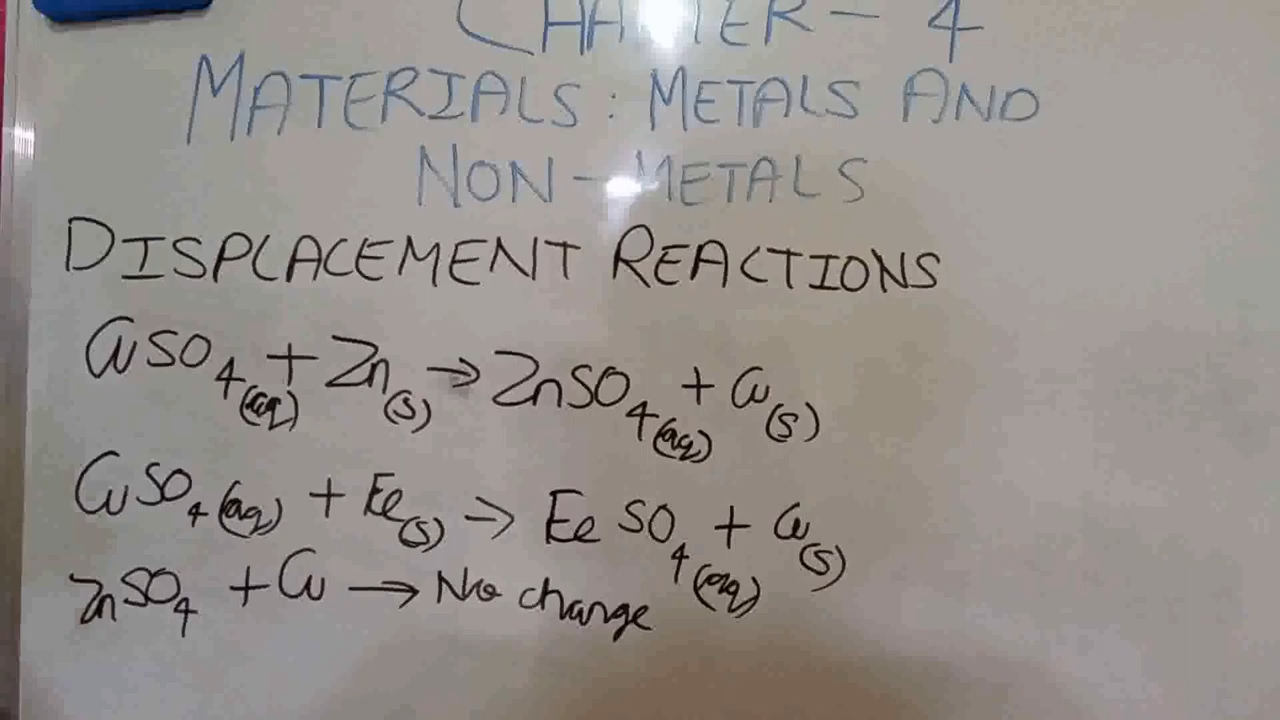 CHAPTER - 4
MATERIALS: METALS AND
NON-METALS
DISPLACEMENT REACTIONS
CuSO4(aq) + Zn(s) → ZnSO4(aq) + Cu(s)
CuSO4(aq) + Fe(s) → FeSO4(aq) + Cu(s)
ZnSO4 + Cu → No change